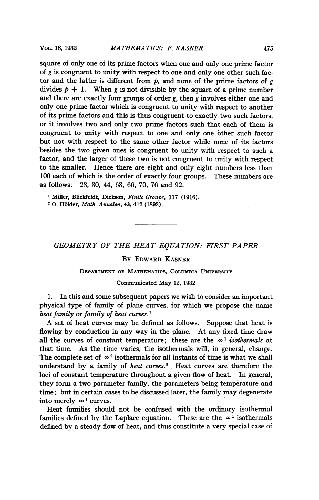 VOL. 18, 1932 MATHEMATICS: E. KASNER 475
square of only one of its prime factors when one and only one prime factor
of g is congruent to unity with respect to one and only one other such fac-
tor and the latter is different from p, and none of the prime factors of g
divides p + 1. When g is not divisible by the square of a prime number
and there are exactly four groups of order g, then g involves either one and
only one prime factor which is congruent to unity with respect to another
of its prime factors and this is thus congruent to exactly two such factors,
or it involves two and only two prime factors such that each of them is
congruent to unity with respect to one and only one other such factor
but not with respect to the same other factor while none of its factors
besides the two given ones is congruent to unity with respect to such a
factor, and the larger of these two is not congruent to unity with respect
to the smaller. Hence there are eight and only eight numbers less than
100 each of which is the order of exactly four groups. These numbers are
as follows: 28, 30, 44, 63, 66, 70, 76 and 92.
¹ Miller, Blichfeldt, Dickson, Finite Groups, 117 (1916).
² O. Hölder, Math. Annalen, 43, 412 (1893).
GEOMETRY OF THE HEAT EQUATION: FIRST PAPER
BY EDWARD KASNER
DEPARTMENT OF MATHEMATICS, COLUMBIA UNIVERSITY
Communicated May 12, 1932
1. In this and some subsequent papers we wish to consider an important
physical type of family of plane curves, for which we propose the name
heat family or family of heat curves.¹
A set of heat curves may be defined as follows. Suppose that heat is
flowing by conduction in any way in the plane. At any fixed time draw
all the curves of constant temperature; these are the ∞¹ isothermals at
that time. As the time varies, the isothermals will, in general, change.
The complete set of ∞² isothermals for all instants of time is what we shall
understand by a family of heat curves.² Heat curves are therefore the
loci of constant temperature throughout a given flow of heat. In general,
they form a two parameter family, the parameters being temperature and
time; but in certain cases to be discussed later, the family may degenerate
into merely ∞¹ curves.
Heat families should not be confused with the ordinary isothermal
families defined by the Laplace equation. These are the ∞¹ isothermals
defined by a steady flow of heat, and thus constitute a very special case of